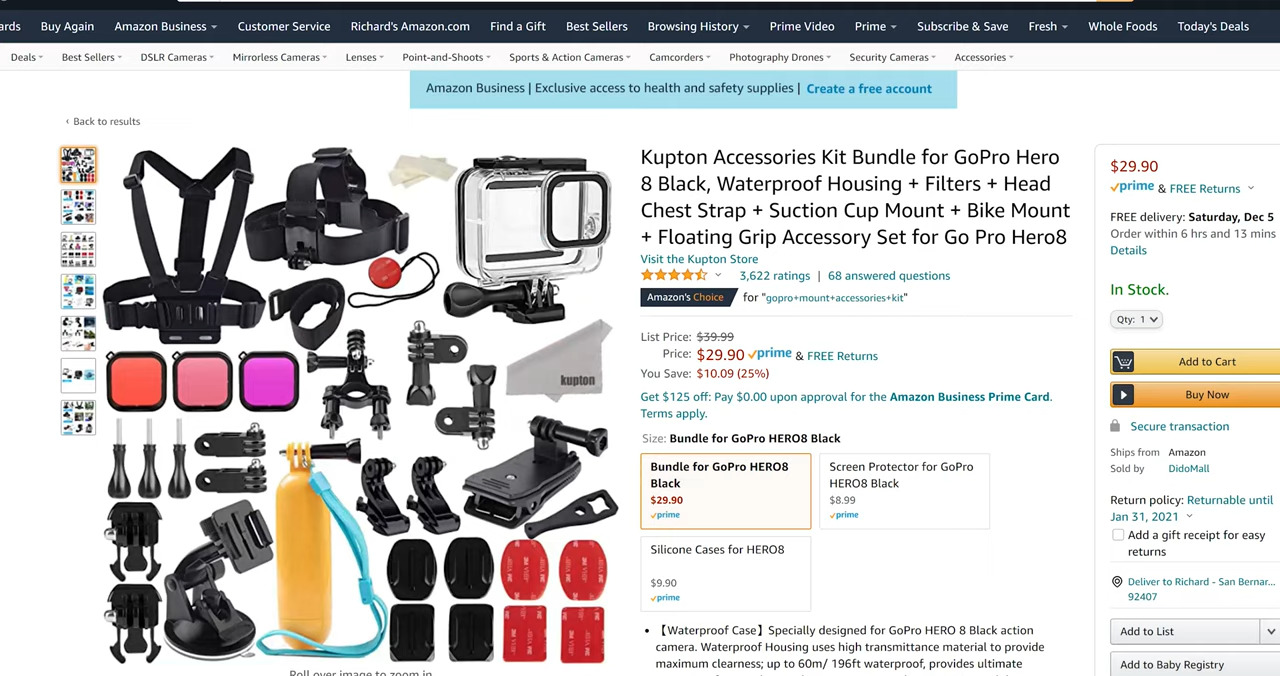 ards Buy Again Amazon Business Customer Service Richard's Amazon.com Find a Gift Best Sellers Browsing History Prime Video Prime Subscribe & Save Fresh Whole Foods Today's Deals
Deals Best Sellers DSLR Cameras Mirrorless Cameras Lenses Point-and-Shoots Sports & Action Cameras Camcorders Photography Drones Security Cameras Accessories
Amazon Business | Exclusive access to health and safety supplies | Create a free account
‹ Back to results
kupton
Roll over image to zoom in
Kupton Accessories Kit Bundle for GoPro Hero
8 Black, Waterproof Housing + Filters + Head
Chest Strap + Suction Cup Mount + Bike Mount
+ Floating Grip Accessory Set for Go Pro Hero8
Visit the Kupton Store
3,622 ratings | 68 answered questions
Amazon's Choice for "gopro+mount+accessories+kit"
List Price: $39.99
Price: $29.90 prime & FREE Returns
You Save: $10.09 (25%)
Get $125 off: Pay $0.00 upon approval for the Amazon Business Prime Card.
Terms apply.
Size: Bundle for GoPro HERO8 Black
Bundle for GoPro HERO8
Black
$29.90
prime
Screen Protector for GoPro
HERO8 Black
$8.99
prime
Silicone Cases for HERO8
$9.90
prime
• 【Waterproof Case】Specially designed for GoPro HERO 8 Black action
camera. Waterproof Housing uses high transmittance material to provide
maximum clearness; up to 60m/ 196ft waterproof, provides ultimate
$29.90
prime & FREE Returns
FREE delivery: Saturday, Dec 5
Order within 6 hrs and 13 mins
Details
In Stock.
Qty: 1
Add to Cart
Buy Now
Secure transaction
Ships from Amazon
Sold by DidoMall
Return policy: Returnable until
Jan 31, 2021
Add a gift receipt for easy
returns
Deliver to Richard - San Bernar...
92407
Add to List
Add to Baby Registry